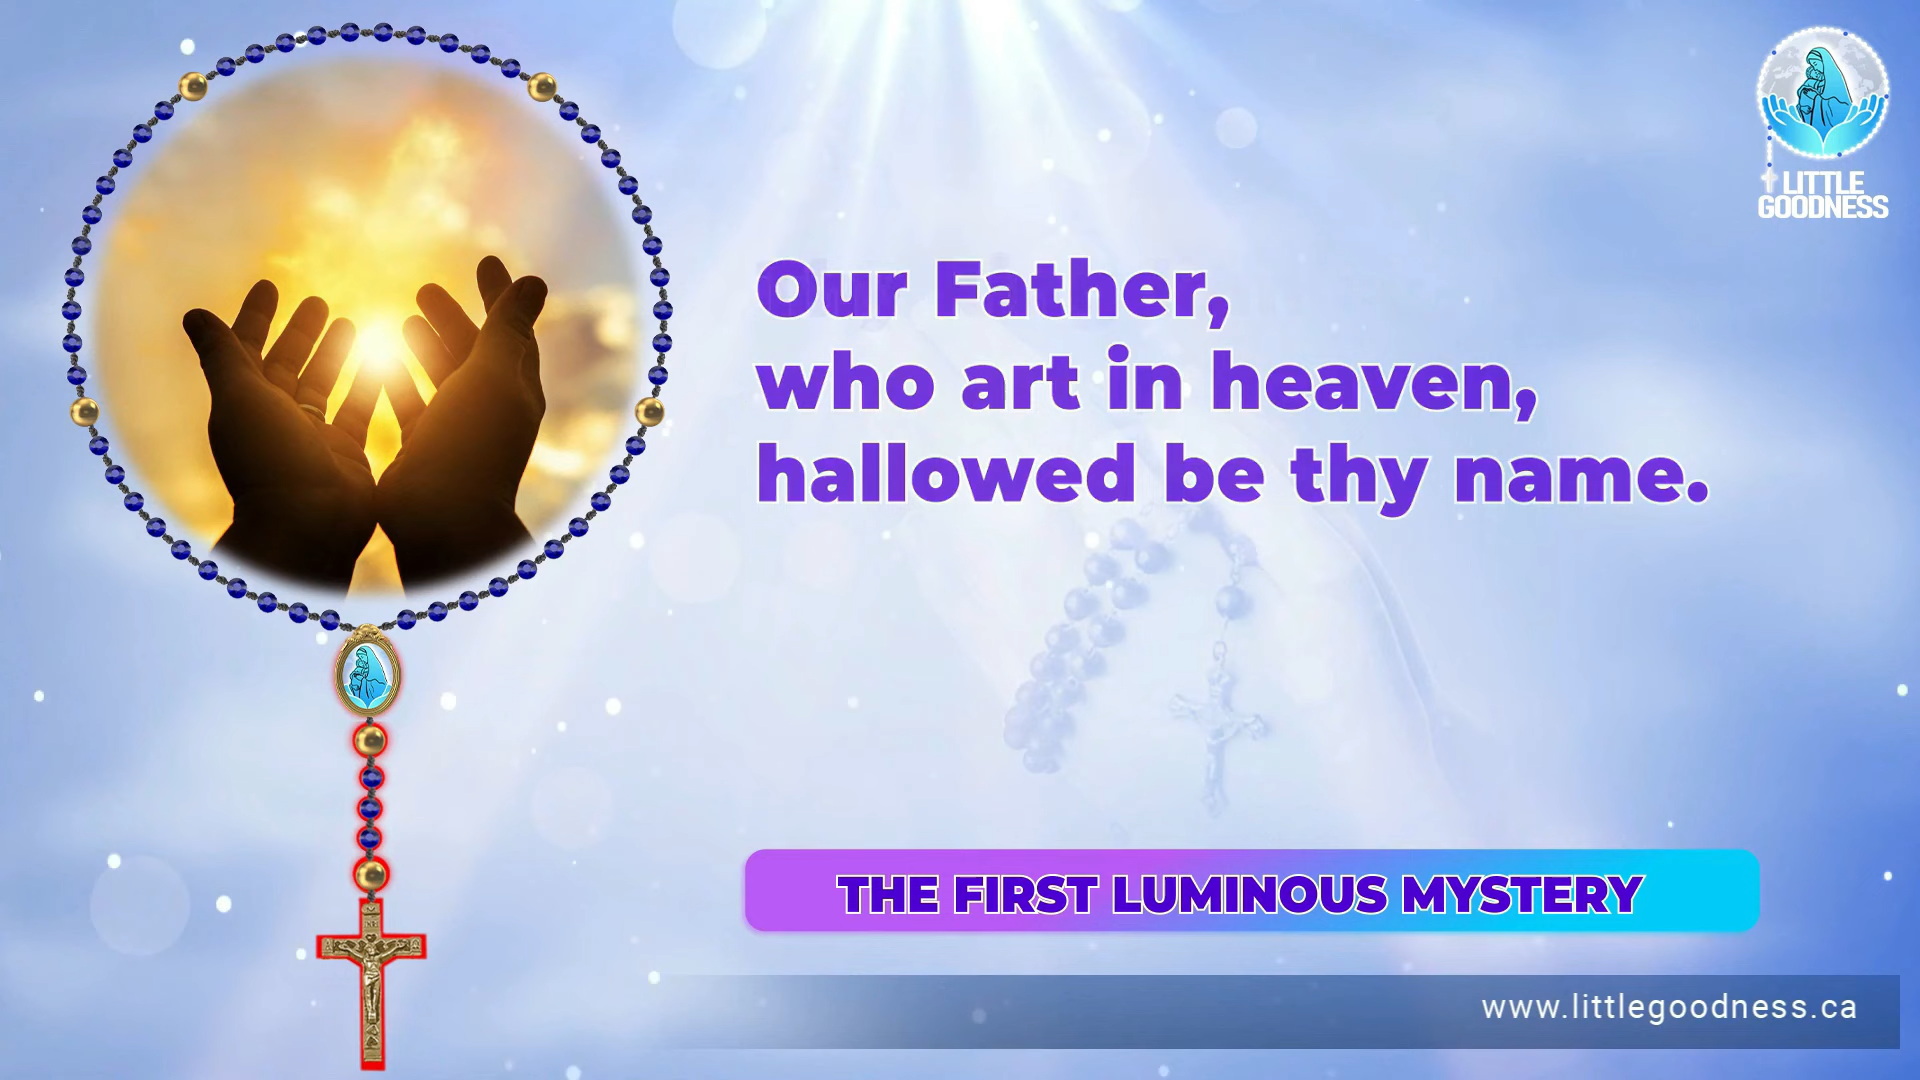 LITTLE
GOODNESS
Our Father,
who art in heaven,
hallowed be thy name.
THE FIRST LUMINOUS MYSTERY
www.littlegoodness.ca